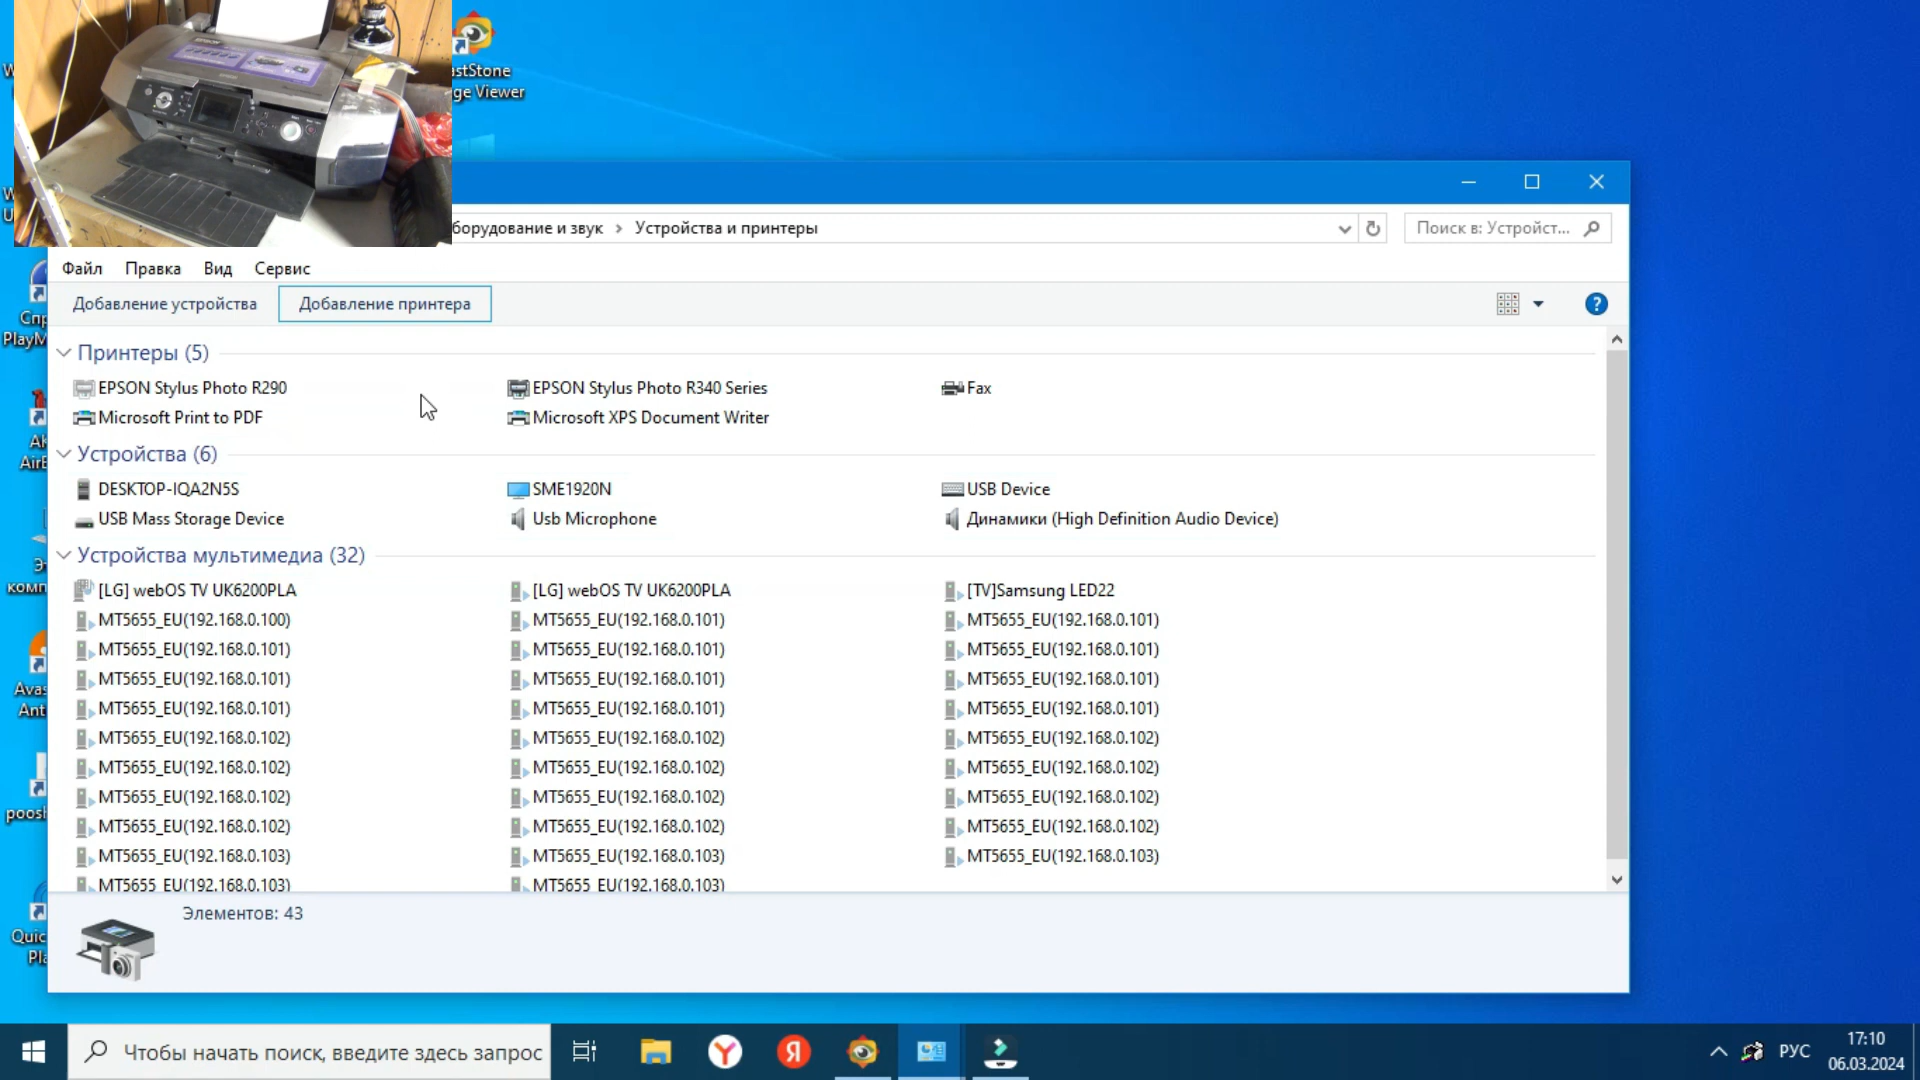 astStone
ge Viewer
EPSON
борудование и звук > Устройства и принтеры
Поиск в: Устройст...
Файл Правка Вид Сервис
Добавление устройства Добавление принтера
Принтеры (5)
EPSON Stylus Photo R290 EPSON Stylus Photo R340 Series Fax
Microsoft Print to PDF Microsoft XPS Document Writer
Устройства (6)
DESKTOP-IQA2N5S SME1920N USB Device
USB Mass Storage Device Usb Microphone Динамики (High Definition Audio Device)
Устройства мультимедиа (32)
[LG] webOS TV UK6200PLA [LG] webOS TV UK6200PLA [TV]Samsung LED22
MT5655_EU(192.168.0.100) MT5655_EU(192.168.0.101) MT5655_EU(192.168.0.101)
MT5655_EU(192.168.0.101) MT5655_EU(192.168.0.101) MT5655_EU(192.168.0.101)
MT5655_EU(192.168.0.101) MT5655_EU(192.168.0.101) MT5655_EU(192.168.0.101)
MT5655_EU(192.168.0.101) MT5655_EU(192.168.0.101) MT5655_EU(192.168.0.101)
MT5655_EU(192.168.0.102) MT5655_EU(192.168.0.102) MT5655_EU(192.168.0.102)
MT5655_EU(192.168.0.102) MT5655_EU(192.168.0.102) MT5655_EU(192.168.0.102)
MT5655_EU(192.168.0.102) MT5655_EU(192.168.0.102) MT5655_EU(192.168.0.102)
MT5655_EU(192.168.0.102) MT5655_EU(192.168.0.102) MT5655_EU(192.168.0.102)
MT5655_EU(192.168.0.103) MT5655_EU(192.168.0.103) MT5655_EU(192.168.0.103)
MT5655_EU(192.168.0.103) MT5655_EU(192.168.0.103)
Элементов: 43
Спр
PlayM
AirE
Э
комп
Avas
Ant
poosh
Quic
Pla
Чтобы начать поиск, введите здесь запрос
РУС
17:10
06.03.2024